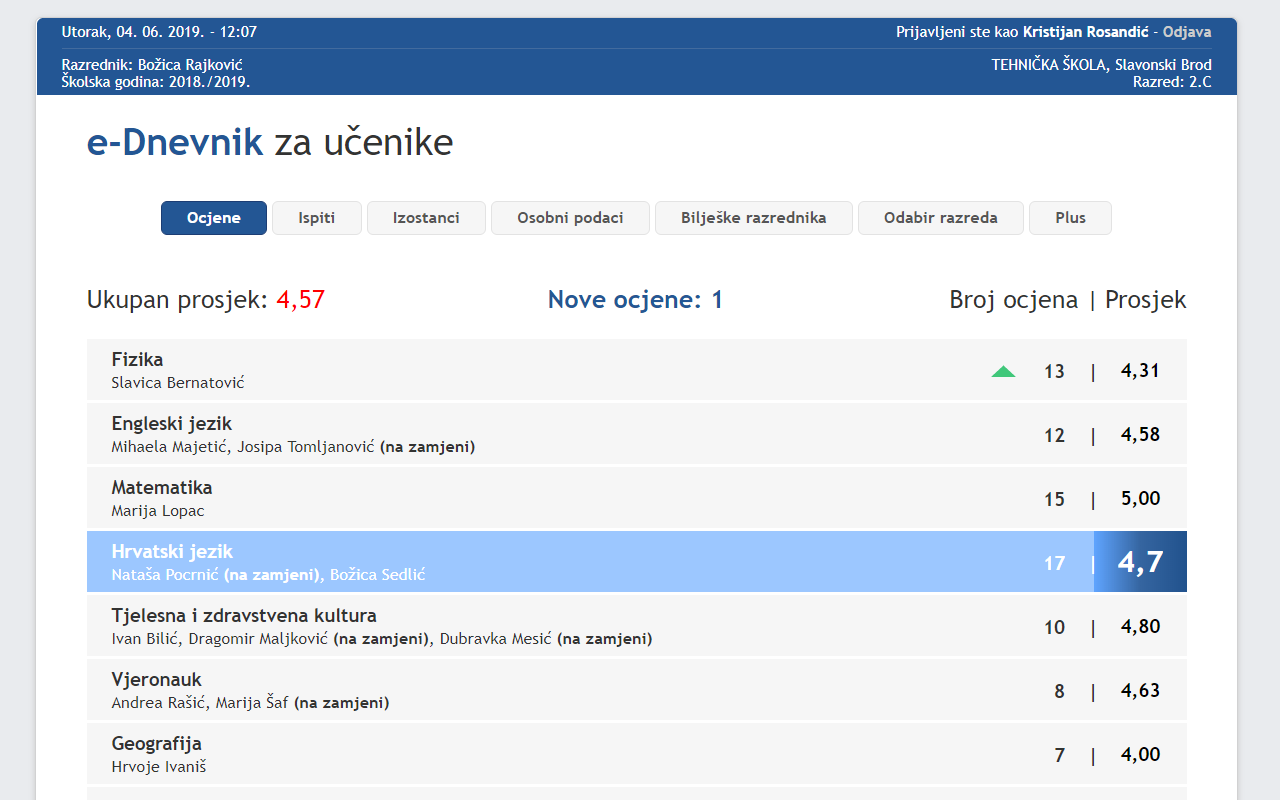 Utorak, 04. 06. 2019. - 12:07
Prijavljeni ste kao Kristijan Rosandić - Odjava
Razrednik: Božica Rajković
TEHNIČKA ŠKOLA, Slavonski Brod
Školska godina: 2018./2019.
Razred: 2.C
e-Dnevnik za učenike
Ocjene
Ispiti
Izostanci
Osobni podaci
Bilješke razrednika
Odabir razreda
Plus
Ukupan prosjek: 4,57
Nove ocjene: 1
Broj ocjena | Prosjek
Fizika
Slavica Bernatović
13 | 4,31
Engleski jezik
Mihaela Majetić, Josipa Tomljanović (na zamjeni)
12 | 4,58
Matematika
Marija Lopac
15 | 5,00
Hrvatski jezik
Nataša Pocrnić (na zamjeni), Božica Sedlić
17 | 4,7
Tjelesna i zdravstvena kultura
Ivan Bilić, Dragomir Maljković (na zamjeni), Dubravka Mesić (na zamjeni)
10 | 4,80
Vjeronauk
Andrea Rašić, Marija Šaf (na zamjeni)
8 | 4,63
Geografija
Hrvoje Ivaniš
7 | 4,00